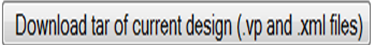 Download tar of current design (.vp and .xml files)